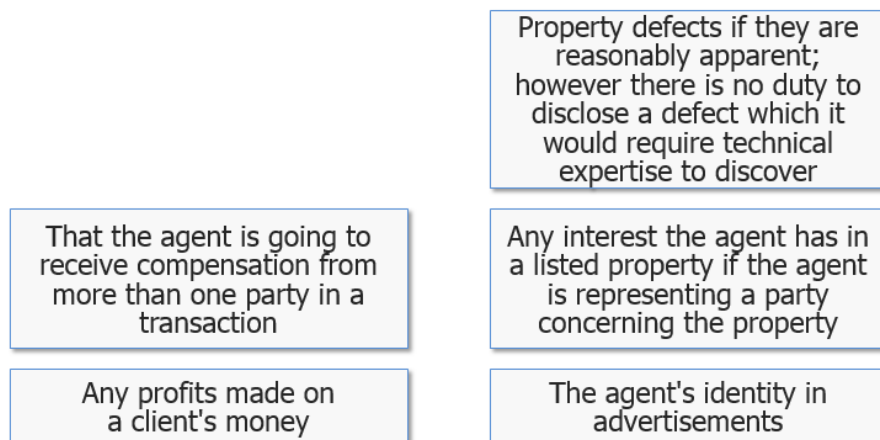 Property defects if they are
reasonably apparent;
however there is no duty to
disclose a defect which it
would require technical
expertise to discover
That the agent is going to
receive compensation from
more than one party in a
transaction
Any interest the agent has in
a listed property if the agent
is representing a party
concerning the property
Any profits made on
a client's money
The agent's identity in
advertisements